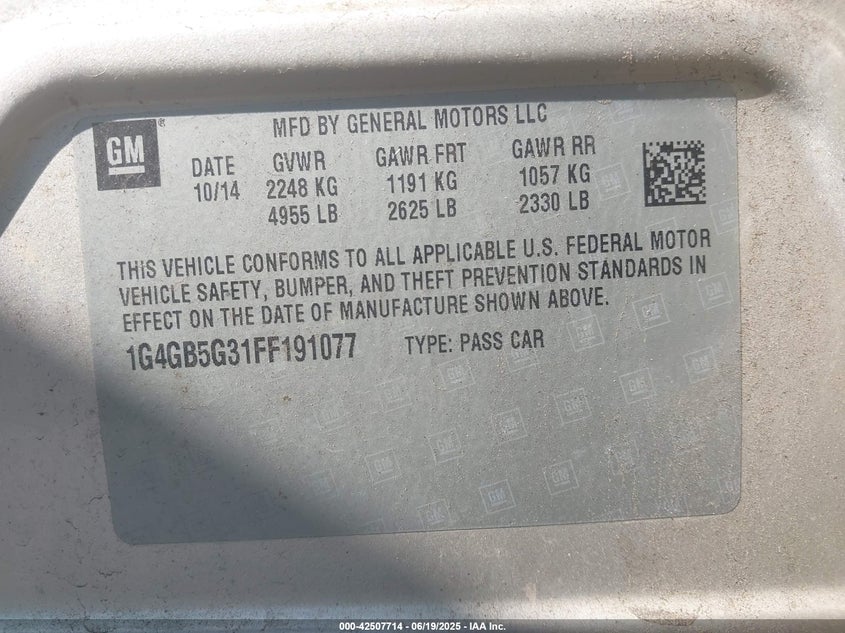 GM
MFD BY GENERAL MOTORS LLC
DATE GVWR GAWR FRT GAWR RR
10/14 2248 KG 1191 KG 1057 KG
4955 LB 2625 LB 2330 LB
THIS VEHICLE CONFORMS TO ALL APPLICABLE U.S. FEDERAL MOTOR
VEHICLE SAFETY, BUMPER, AND THEFT PREVENTION STANDARDS IN
EFFECT ON THE DATE OF MANUFACTURE SHOWN ABOVE.
1G4GB5G31FF191077 TYPE: PASS CAR
000-42507714 - 06/19/2025 - IAA Inc.